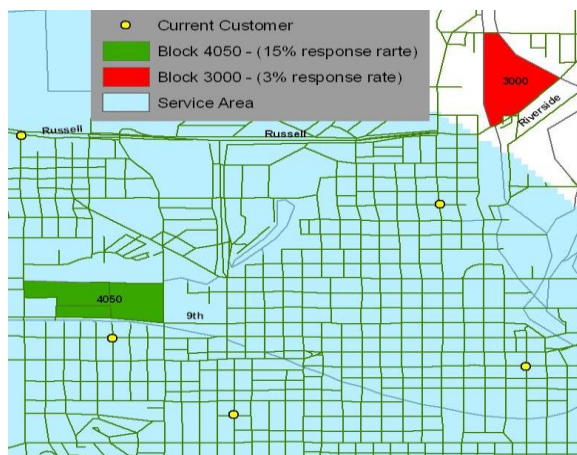 Current Customer
Block 4050 - (15% response rarte)
Block 3000 - (3% response rate)
Service Area
3000
Riverside
Russell
Russell
4050
9th